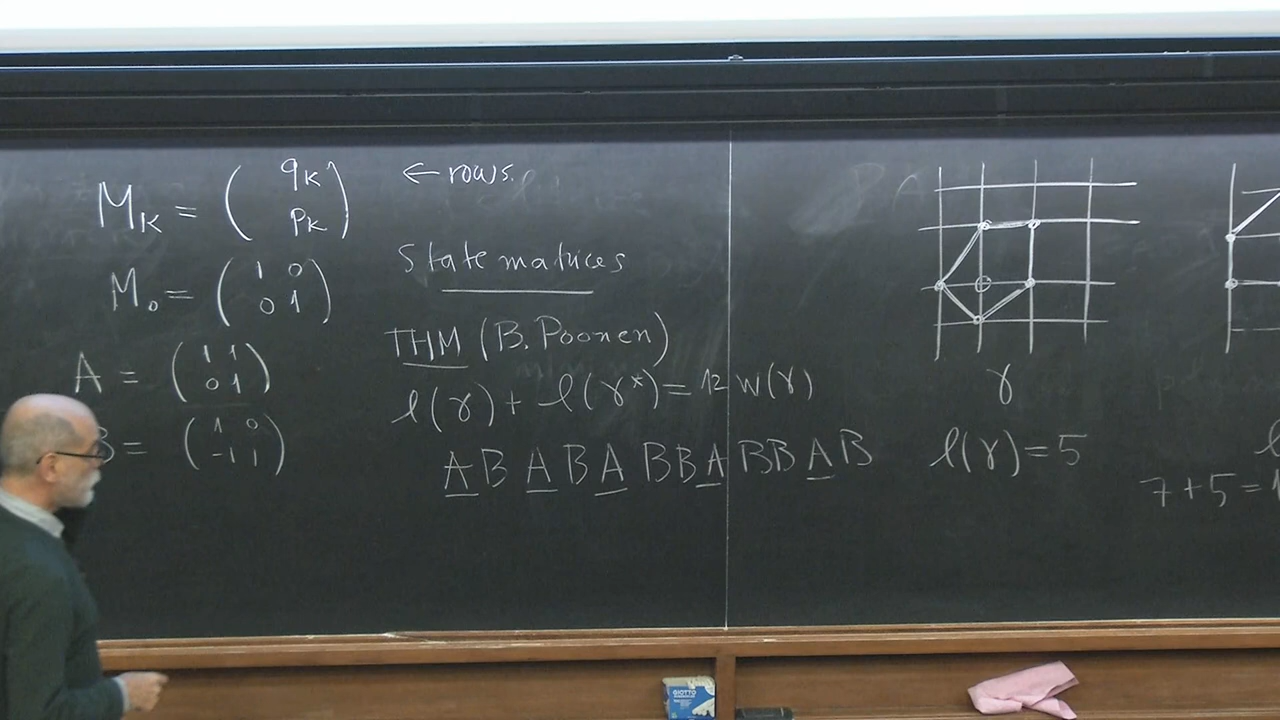 M_K = ( q_K
p_K )
← rows.
M_0 = ( 1 0
0 1 )
State matrices
A = ( 1 1
0 1 )
THM (B. Poonen)
ℓ(γ) + ℓ(γ*) = 12 w(γ)
B = ( 1 0
-1 1 )
A B A B A B B A B B A B
γ
ℓ(γ) = 5
ℓ
7 + 5 = 1
GIOTTO